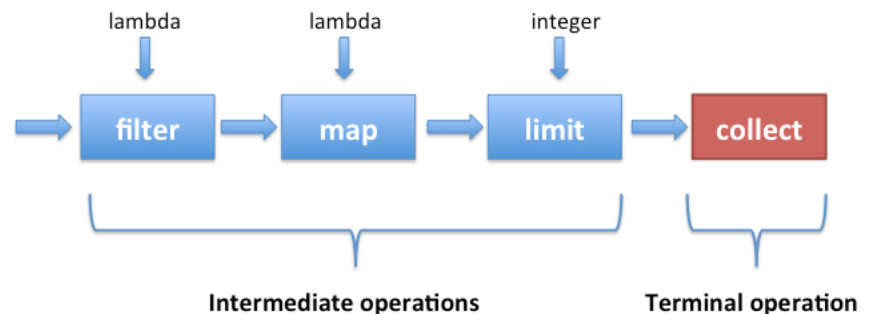 lambda lambda integer
filter map limit collect
Intermediate operations Terminal operation